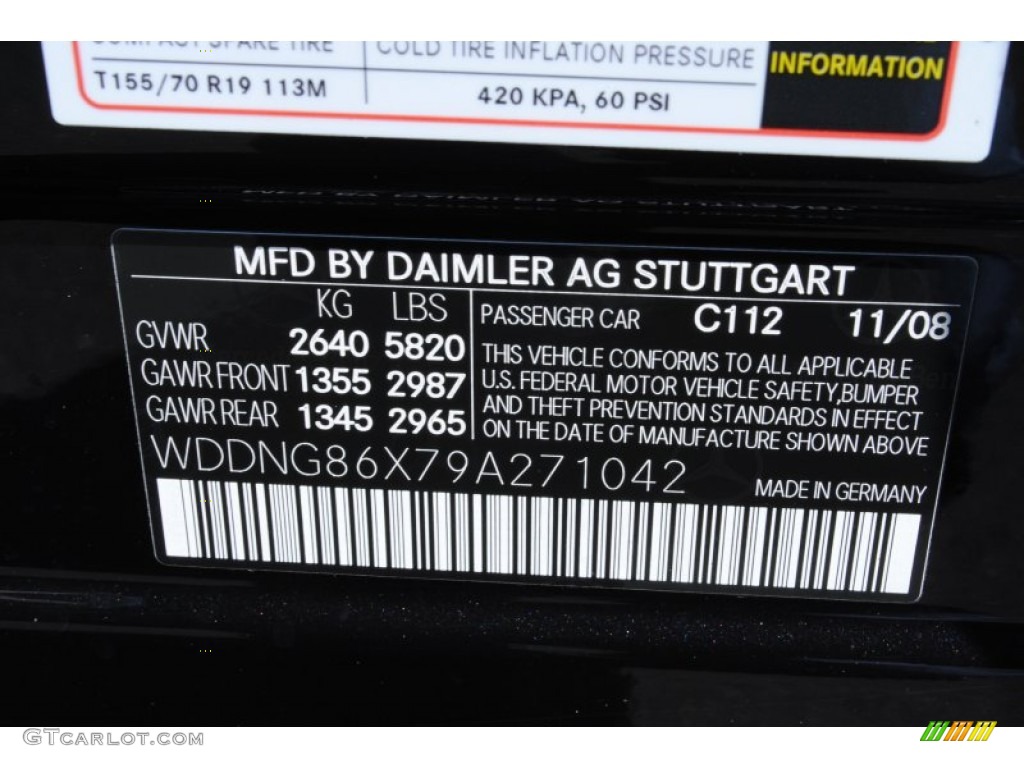 COMPACT SPARE TIRE COLD TIRE INFLATION PRESSURE
INFORMATION
T155/70 R19 113M 420 KPA, 60 PSI
MFD BY DAIMLER AG STUTTGART
KG LBS
PASSENGER CAR C112 11/08
GVWR 2640 5820
GAWR FRONT 1355 2987
GAWR REAR 1345 2965
THIS VEHICLE CONFORMS TO ALL APPLICABLE
U.S. FEDERAL MOTOR VEHICLE SAFETY,BUMPER
AND THEFT PREVENTION STANDARDS IN EFFECT
ON THE DATE OF MANUFACTURE SHOWN ABOVE
WDDNG86X79A271042
MADE IN GERMANY
GTCarLot.com